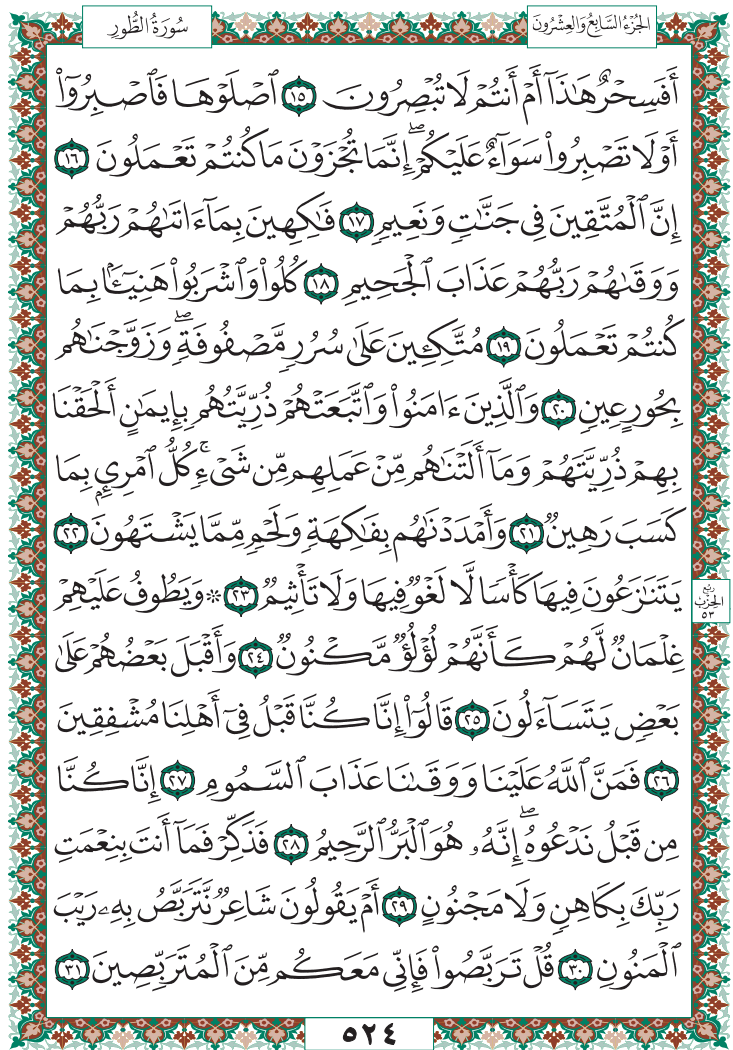 الجُزْءُ السَّابِعُ وَالعِشْرُونَ
سُورَةُ الطُّورِ
أَفَسِحْرٌ هَٰذَآ أَمْ أَنتُمْ لَا تُبْصِرُونَ ١٥ ٱصْلَوْهَا فَٱصْبِرُوٓا۟
أَوْ لَا تَصْبِرُوا۟ سَوَآءٌ عَلَيْكُمْ ۖ إِنَّمَا تُجْزَوْنَ مَا كُنتُمْ تَعْمَلُونَ ١٦
إِنَّ ٱلْمُتَّقِينَ فِى جَنَّٰتٍ وَنَعِيمٍ ١٧ فَٰكِهِينَ بِمَآ ءَاتَىٰهُمْ رَبُّهُمْ
وَوَقَىٰهُمْ رَبُّهُمْ عَذَابَ ٱلْجَحِيمِ ١٨ كُلُوا۟ وَٱشْرَبُوا۟ هَنِيٓـًٔۢا بِمَا
كُنتُمْ تَعْمَلُونَ ١٩ مُتَّكِـِٔينَ عَلَىٰ سُرُرٍ مَّصْفُوفَةٍ ۖ وَزَوَّجْنَٰهُم
بِحُورٍ عِينٍ ٢٠ وَٱلَّذِينَ ءَامَنُوا۟ وَٱتَّبَعَتْهُمْ ذُرِّيَّتُهُم بِإِيمَٰنٍ أَلْحَقْنَا
بِهِمْ ذُرِّيَّتَهُمْ وَمَآ أَلَتْنَٰهُم مِّنْ عَمَلِهِم مِّن شَىْءٍ ۚ كُلُّ ٱمْرِئٍۭ بِمَا
كَسَبَ رَهِينٌ ٢١ وَأَمْدَدْنَٰهُم بِفَٰكِهَةٍ وَلَحْمٍ مِّمَّا يَشْتَهُونَ ٢٢
يَتَنَٰزَعُونَ فِيهَا كَأْسًا لَّا لَغْوٌ فِيهَا وَلَا تَأْثِيمٌ ٢٣ ۞ وَيَطُوفُ عَلَيْهِمْ
رُبع الحِزْب ٥٣
غِلْمَانٌ لَّهُمْ كَأَنَّهُمْ لُؤْلُؤٌ مَّكْنُونٌ ٢٤ وَأَقْبَلَ بَعْضُهُمْ عَلَىٰ
بَعْضٍ يَتَسَآءَلُونَ ٢٥ قَالُوٓا۟ إِنَّا كُنَّا قَبْلُ فِىٓ أَهْلِنَا مُشْفِقِينَ
٢٦ فَمَنَّ ٱللَّهُ عَلَيْنَا وَوَقَىٰنَا عَذَابَ ٱلسَّمُومِ ٢٧ إِنَّا كُنَّا
مِن قَبْلُ نَدْعُوهُ ۖ إِنَّهُۥ هُوَ ٱلْبَرُّ ٱلرَّحِيمُ ٢٨ فَذَكِّرْ فَمَآ أَنتَ بِنِعْمَتِ
رَبِّكَ بِكَاهِنٍ وَلَا مَجْنُونٍ ٢٩ أَمْ يَقُولُونَ شَاعِرٌ نَّتَرَبَّصُ بِهِۦ رَيْبَ
ٱلْمَنُونِ ٣٠ قُلْ تَرَبَّصُوا۟ فَإِنِّى مَعَكُم مِّنَ ٱلْمُتَرَبِّصِينَ ٣١
٥٢٤